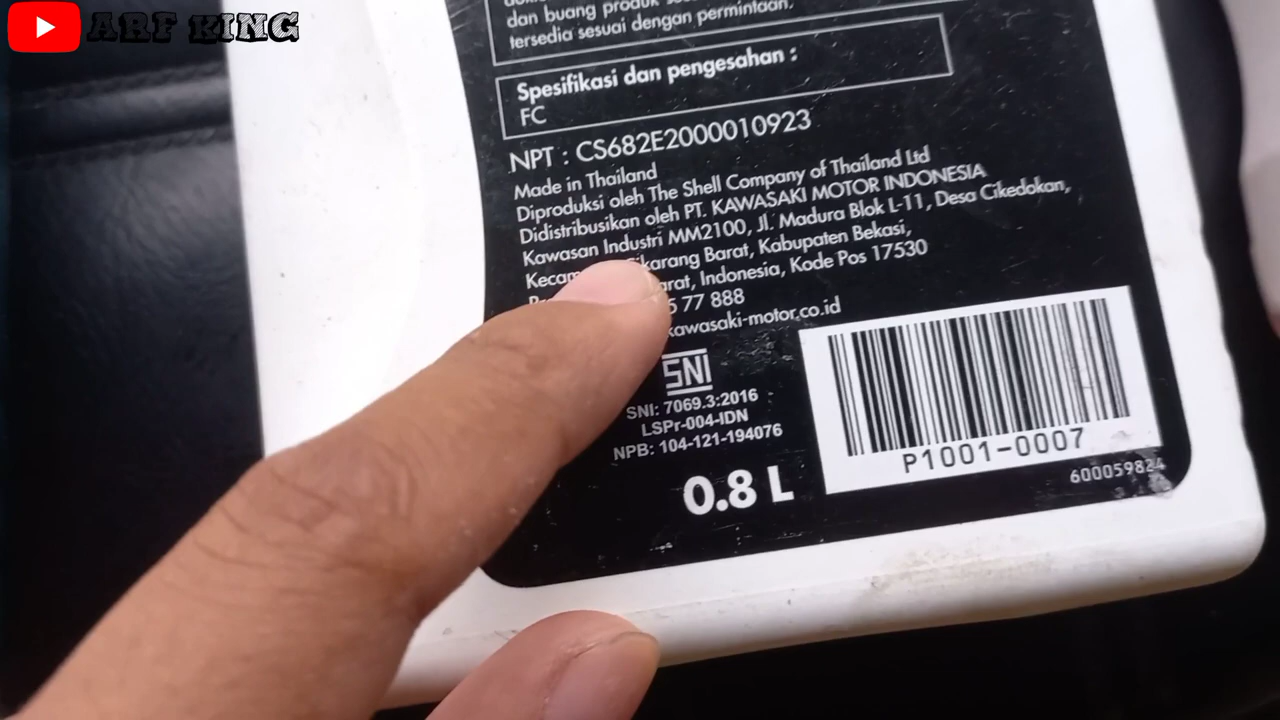 ARF KING
dan buang produk
tersedia sesuai dengan permintaan.
Spesifikasi dan pengesahan :
FC
NPT : CS682E2000010923
Made in Thailand
Diproduksi oleh The Shell Company of Thailand Ltd
Didistribusikan oleh PT. KAWASAKI MOTOR INDONESIA
Kawasan Industri MM2100, Jl. Madura Blok L-11, Desa Cikedokan,
Cikarang Barat, Kabupaten Bekasi,
Indonesia, Kode Pos 17530
77 888
kawasaki-motor.co.id
SNI
SNI: 7069.3:2016
LSPr-004-IDN
NPB: 104-121-194076
0.8 L
P1001-0007
600059824